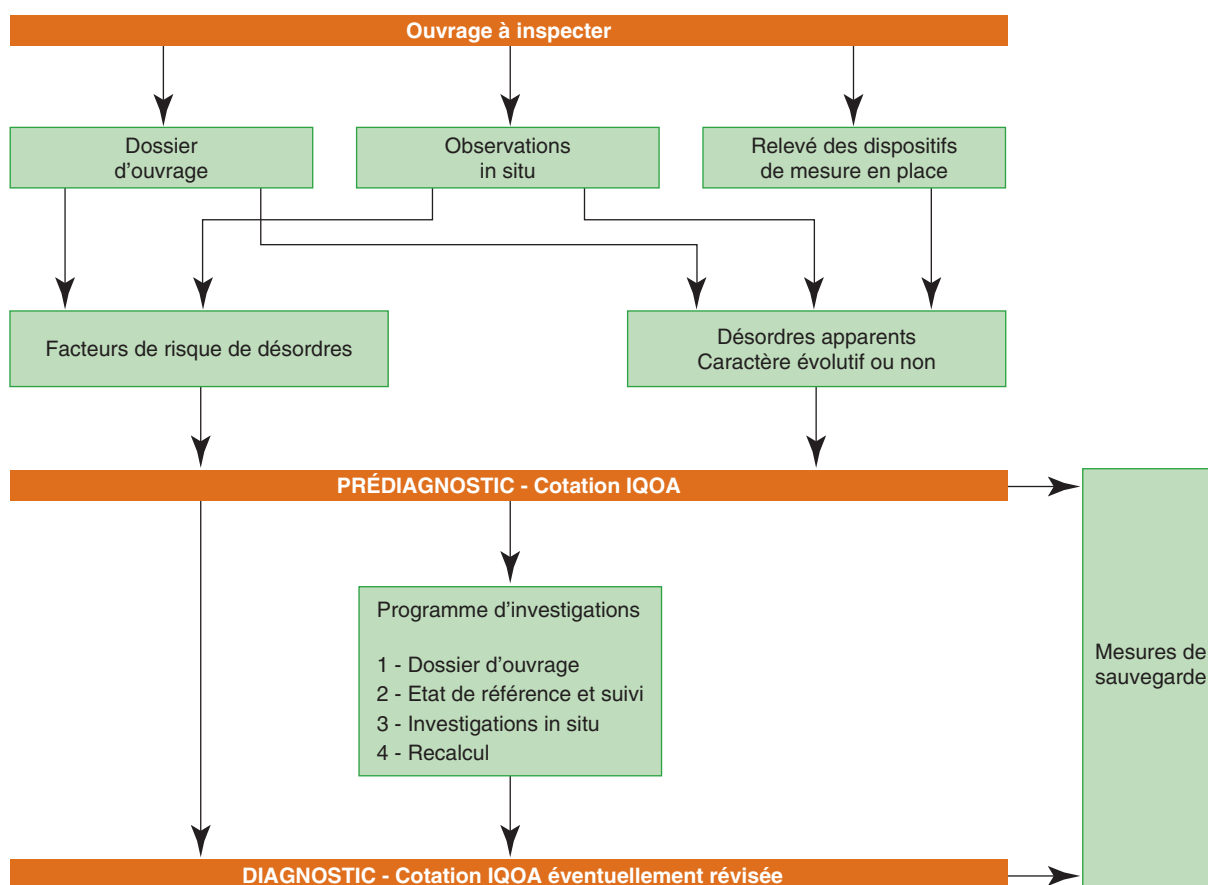 Ouvrage à inspecter
Dossier
d'ouvrage
Observations
in situ
Relevé des dispositifs
de mesure en place
Facteurs de risque de désordres
Désordres apparents
Caractère évolutif ou non
PRÉDIAGNOSTIC - Cotation IQOA
Programme d'investigations
1 - Dossier d'ouvrage
2 - Etat de référence et suivi
3 - Investigations in situ
4 - Recalcul
Mesures de
sauvegarde
DIAGNOSTIC - Cotation IQOA éventuellement révisée